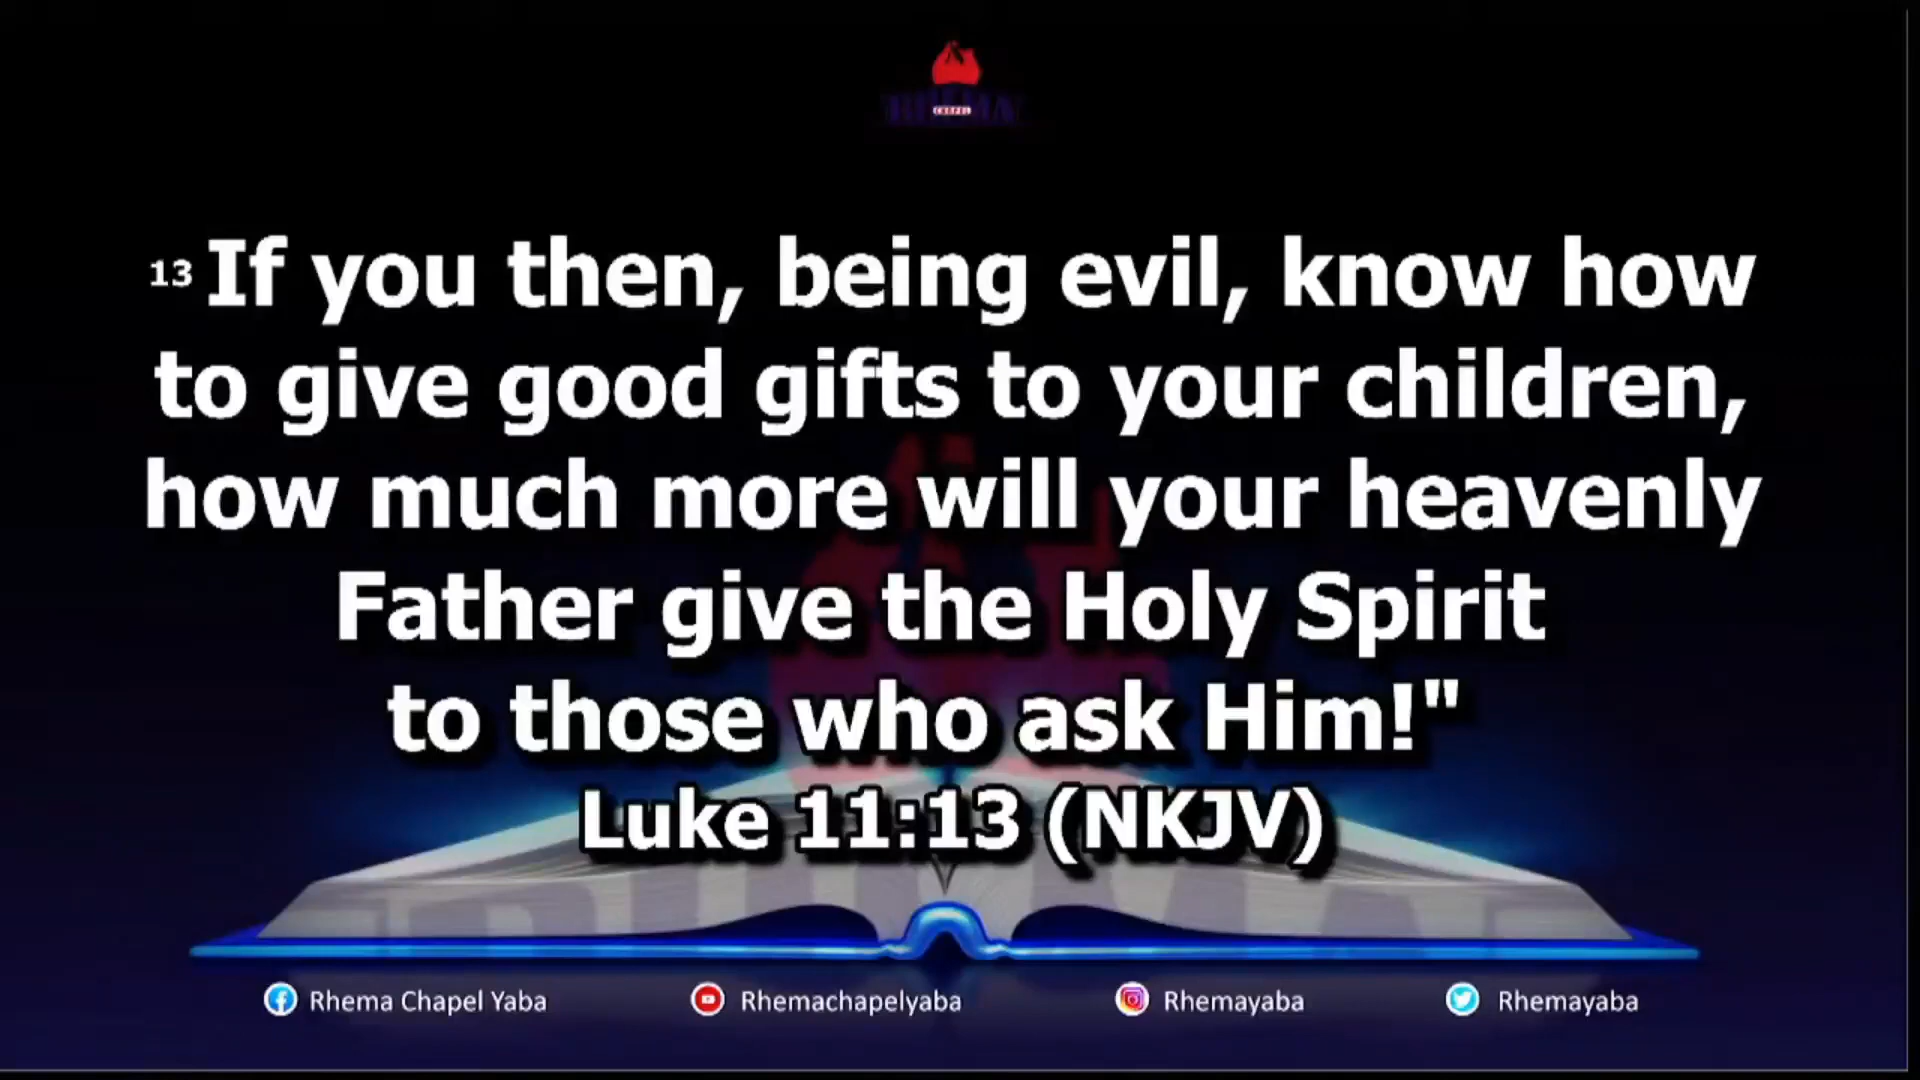 RHEMA
CHAPEL
13 If you then, being evil, know how
to give good gifts to your children,
how much more will your heavenly
Father give the Holy Spirit
to those who ask Him!"
Luke 11:13 (NKJV)
Rhema Chapel Yaba
Rhemachapelyaba
Rhemayaba
Rhemayaba